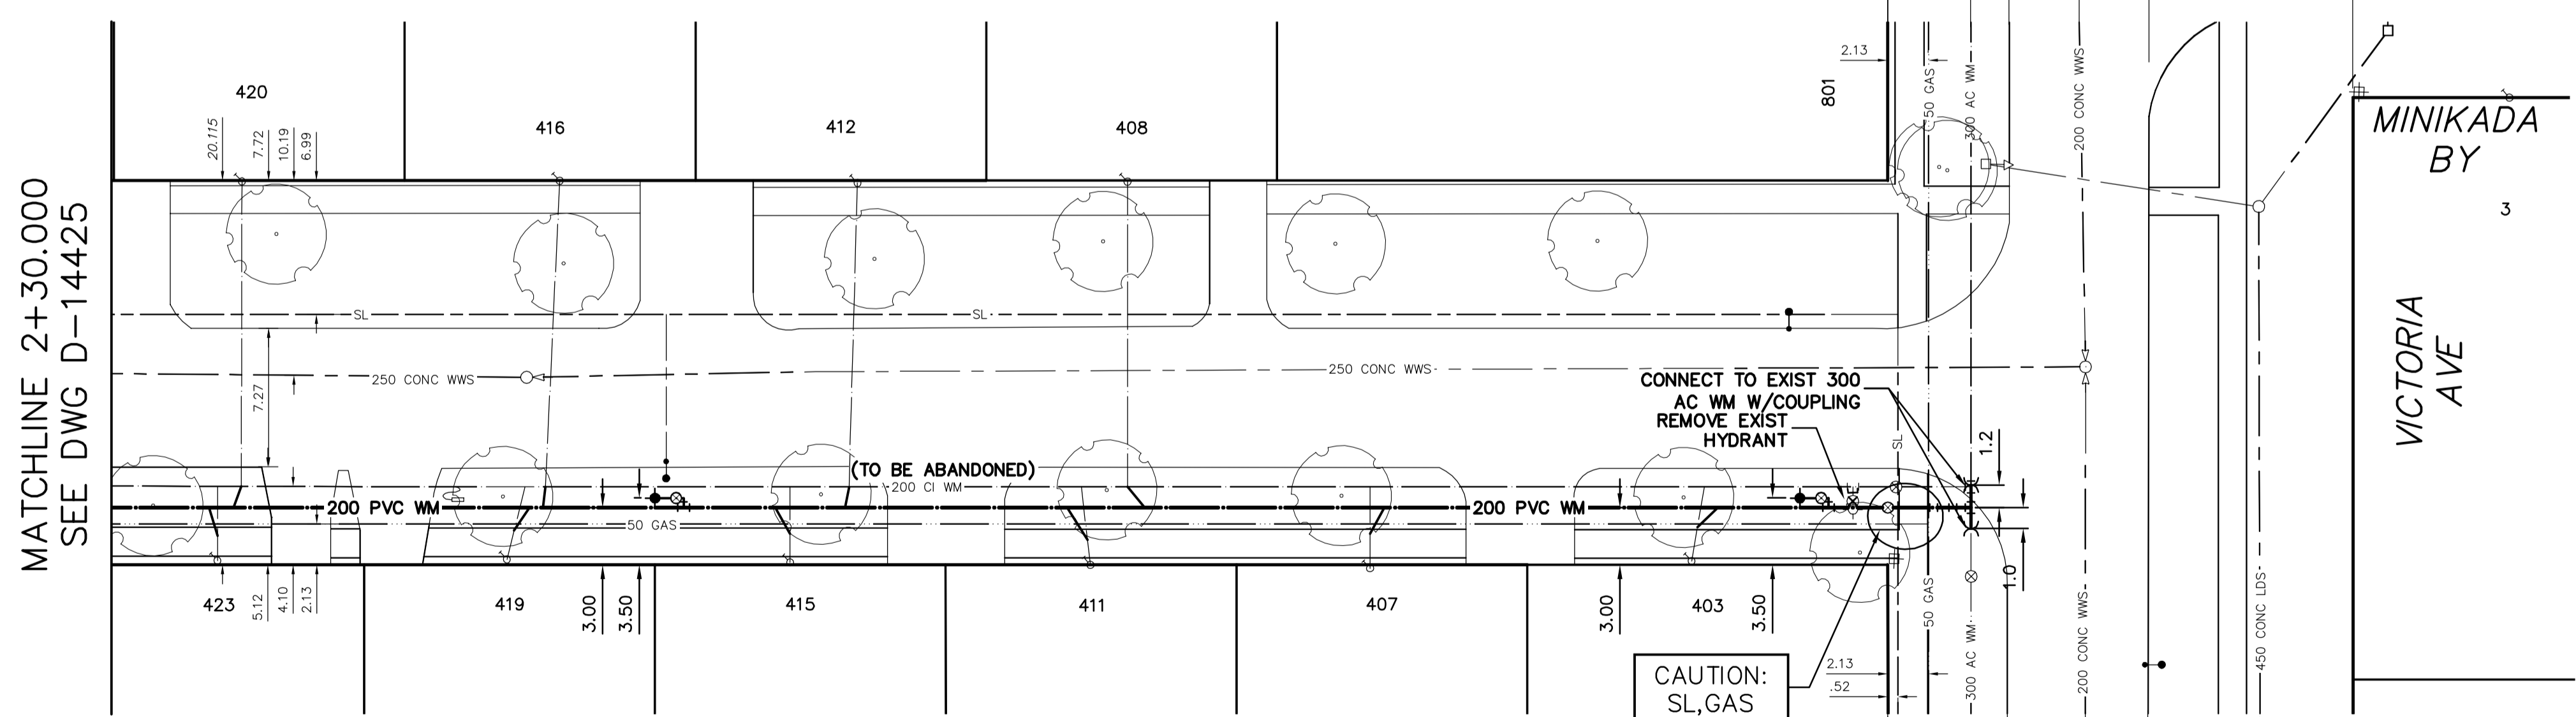 MATCHLINE 2+30.000
SEE DWG D-14425
420
416
412
408
801
2.13
50 GAS
300 AC WM
200 CONC WWS
MINIKADA
BY
3
VICTORIA
AVE
20.115
7.72
10.19
6.99
SL
SL
250 CONC WWS
250 CONC WWS
7.27
CONNECT TO EXIST 300
AC WM W/COUPLING
REMOVE EXIST
HYDRANT
SL
1.2
(TO BE ABANDONED)
200 CI WM
200 PVC WM
200 PVC WM
50 GAS
1.0
423
5.12
4.10
2.13
419
3.00
3.50
415
411
407
3.00
403
3.50
50 GAS
300 AC WM
200 CONC WWS
450 CONC LDS
2.13
.52
CAUTION:
SL,GAS